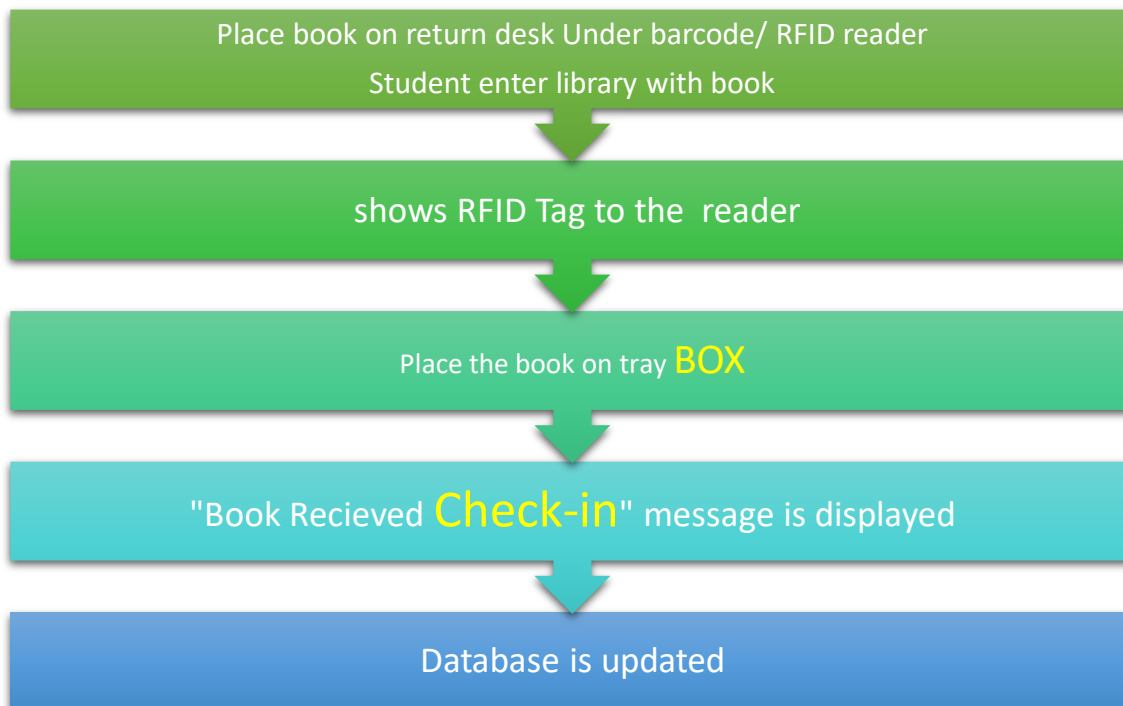 Place book on return desk Under barcode/ RFID reader
Student enter library with book
shows RFID Tag to the  reader
Place the book on tray BOX
"Book Recieved Check-in" message is displayed
Database is updated